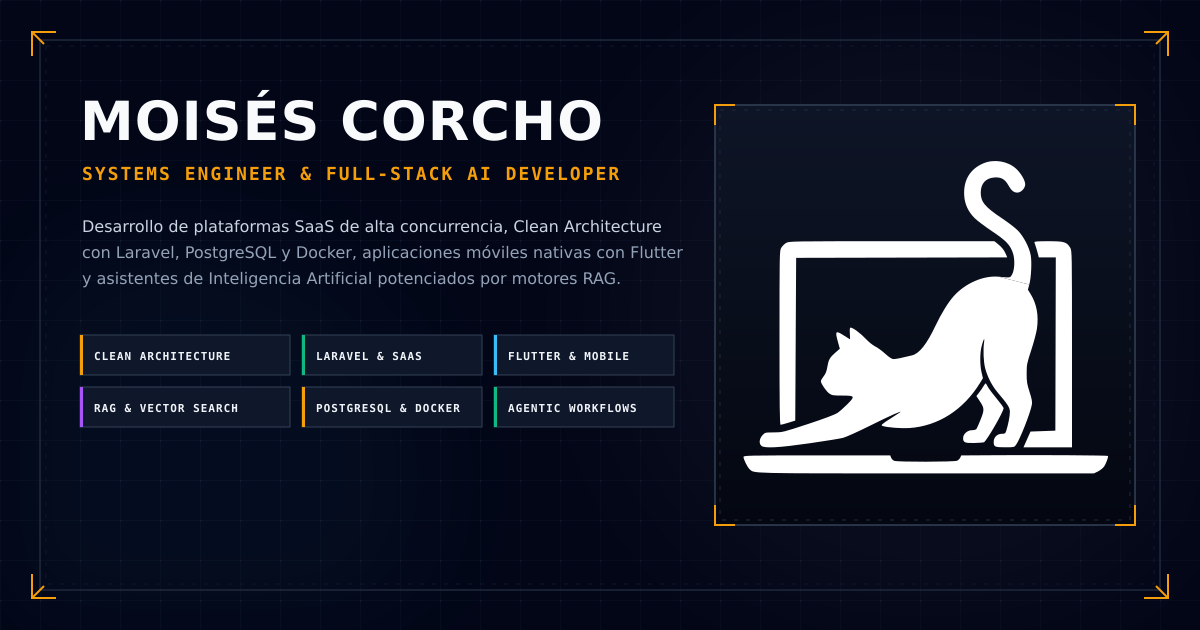 MOISÉS CORCHO
SYSTEMS ENGINEER & FULL-STACK AI DEVELOPER
Desarrollo de plataformas SaaS de alta concurrencia, Clean Architecture
con Laravel, PostgreSQL y Docker, aplicaciones móviles nativas con Flutter
y asistentes de Inteligencia Artificial potenciados por motores RAG.
CLEAN ARCHITECTURE
LARAVEL & SAAS
FLUTTER & MOBILE
RAG & VECTOR SEARCH
POSTGRESQL & DOCKER
AGENTIC WORKFLOWS